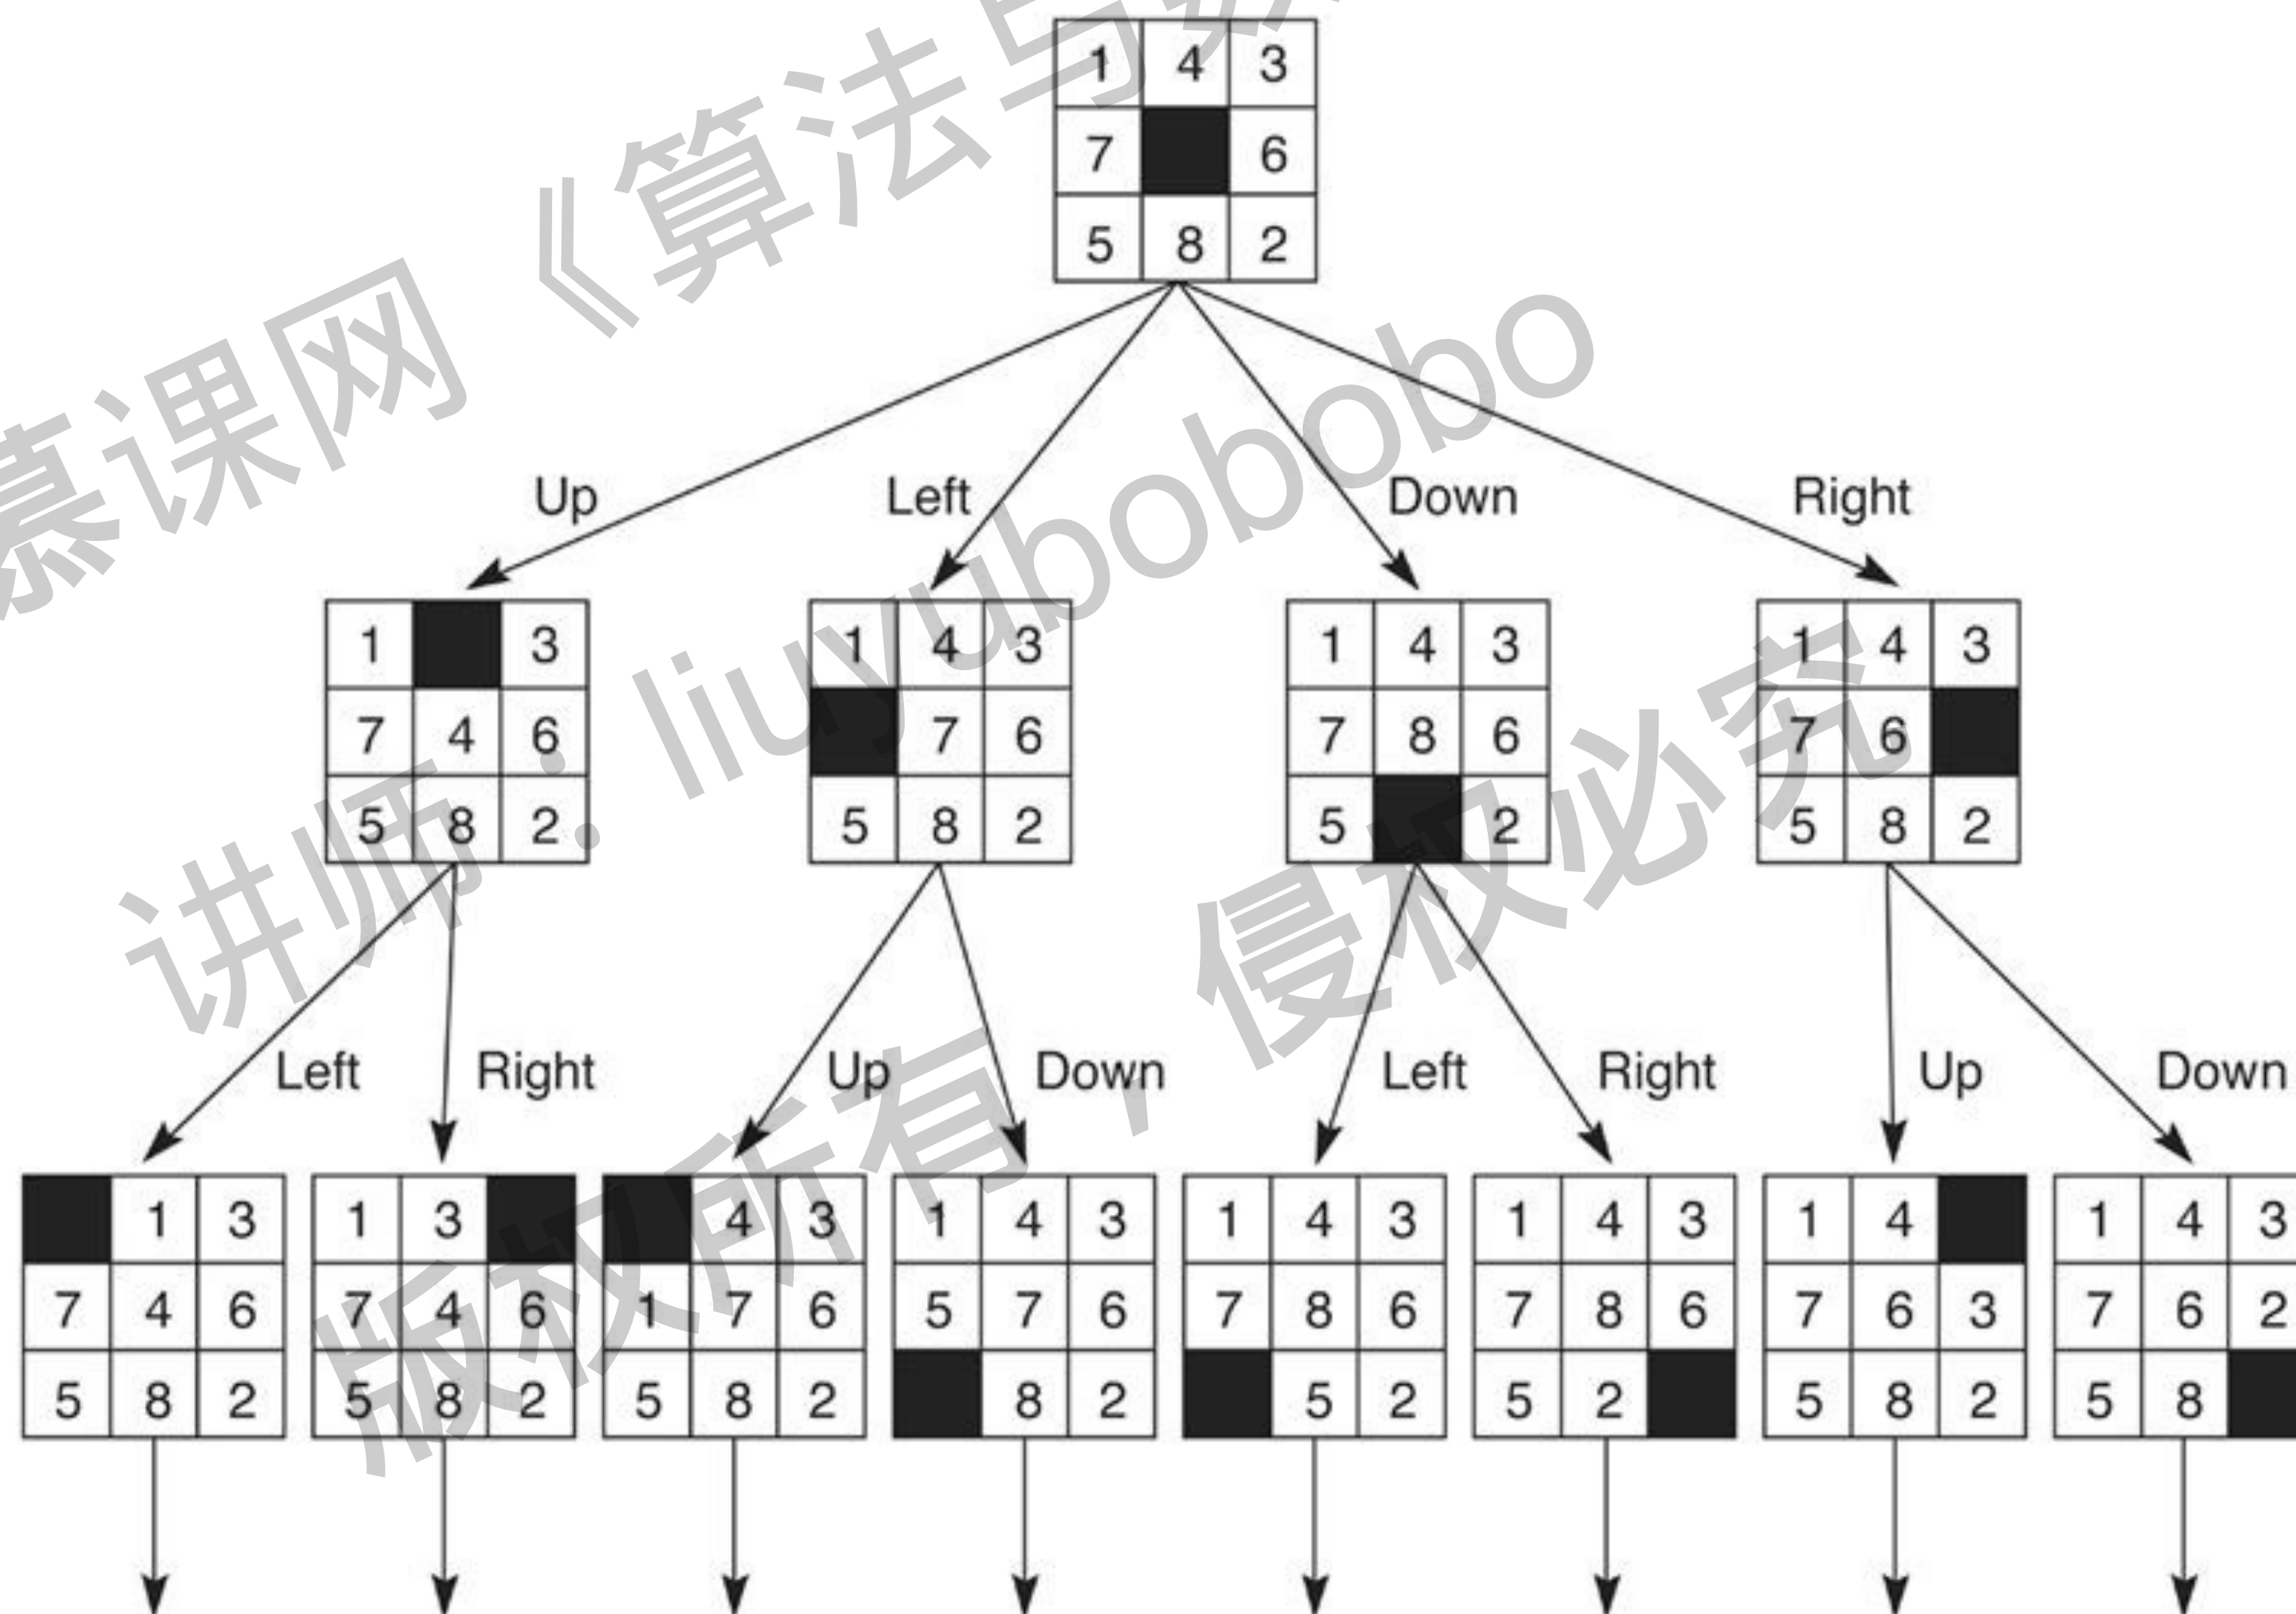 1 4 3
7 6
5 8 2
Up Left Down Right
1 3 1 4 3 1 4 3 1 4 3
7 4 6 7 6 7 8 6 7 6
5 8 2 5 8 2 5 2 5 8 2
Left Right Up Down Left Right Up Down
1 3 1 3 4 3 1 4 3 1 4 3 1 4 3 1 4 1 4 3
7 4 6 7 4 6 1 7 6 5 7 6 7 8 6 7 8 6 7 6 3 7 6 2
5 8 2 5 8 2 5 8 2 8 2 5 2 5 2 5 8 2 5 8
慕课网《算法与
讲师：liuyubobobo
版权所有，侵权必究